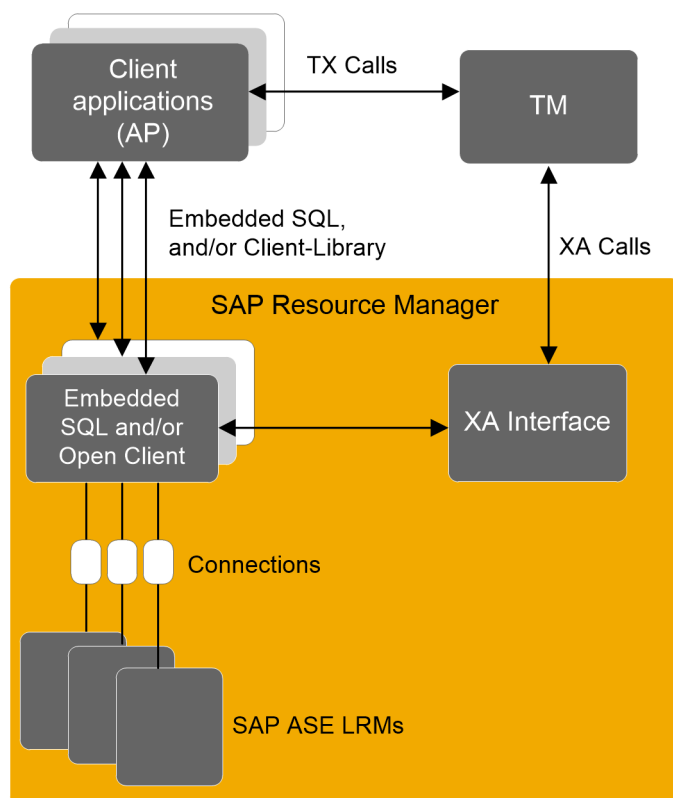 Client
applications
(AP)
TX Calls
TM
Embedded SQL,
and/or Client-Library
XA Calls
SAP Resource Manager
Embedded
SQL and/or
Open Client
XA Interface
Connections
SAP ASE LRMs